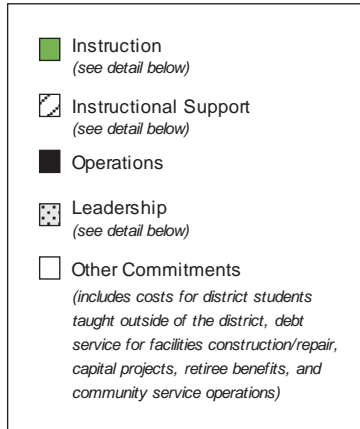 Instruction
(see detail below)
Instructional Support
(see detail below)
Operations
Leadership
(see detail below)
Other Commitments
(includes costs for district students
taught outside of the district, debt
service for facilities construction/repair,
capital projects, retiree benefits, and
community service operations)